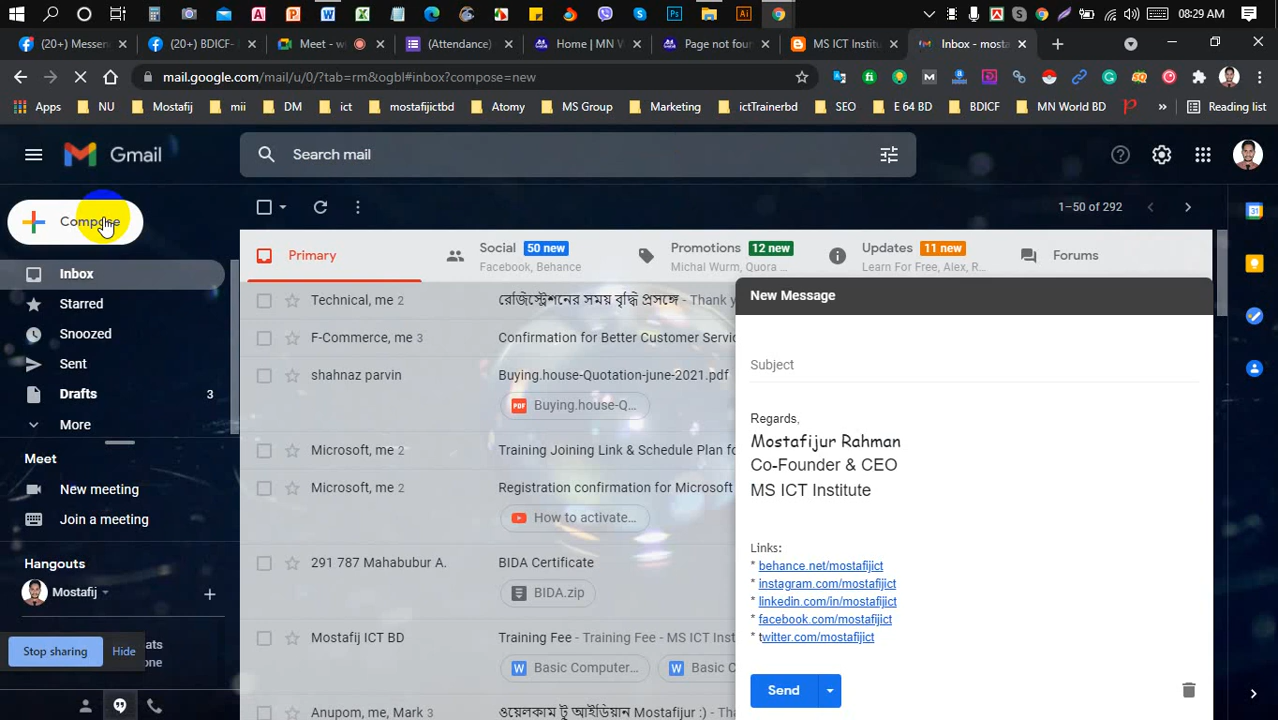 08:29 AM
(20+) Messen
(20+) BDICF-
Meet - w
(Attendance)
Home | MN W
Page not foun
MS ICT Institu
Inbox - mosta
mail.google.com/mail/u/0/?tab=rm&ogbl#inbox?compose=new
Apps
NU
Mostafij
mii
DM
ict
mostafijictbd
Atomy
MS Group
Marketing
ictTrainerbd
SEO
E 64 BD
BDICF
MN World BD
»
Reading list
Gmail
Search mail
Compose
1–50 of 292
Primary
Social 50 new
Facebook, Behance
Promotions 12 new
Michal Wurm, Quora ...
Updates 11 new
Learn For Free, Alex, R...
Forums
Inbox
Starred
Snoozed
Sent
Drafts 3
More
Meet
New meeting
Join a meeting
Hangouts
Mostafij
Stop sharing
Hide
ats
one
Technical, me 2
রেজিস্ট্রেশনের সময় বৃদ্ধি প্রসঙ্গে - Thank y
F-Commerce, me 3
Confirmation for Better Customer Servic
shahnaz parvin
Buying.house-Quotation-june-2021.pdf
PDF Buying.house-Q...
Microsoft, me 2
Training Joining Link & Schedule Plan fo
Microsoft, me 2
Registration confirmation for Microsoft
How to activate...
291 787 Mahabubur A.
BIDA Certificate
BIDA.zip
Mostafij ICT BD
Training Fee - Training Fee - MS ICT Inst
W Basic Computer...
W Basic C
Anupom, me, Mark 3
ওয়েলকাম টু আইডিয়ান Mostafijur :) - Thank
New Message
Subject
Regards,
Mostafijur Rahman
Co-Founder & CEO
MS ICT Institute
Links:
* behance.net/mostafijict
* instagram.com/mostafijict
* linkedin.com/in/mostafijict
* facebook.com/mostafijict
* twitter.com/mostafijict
Send